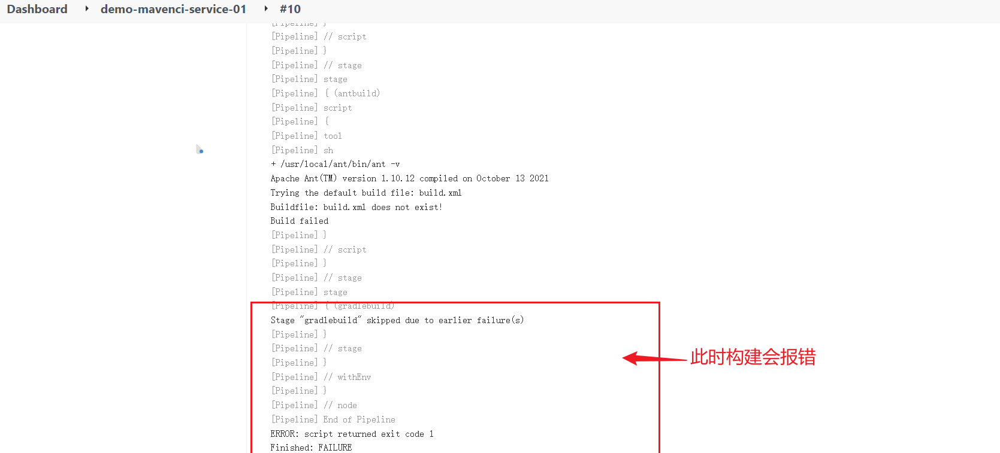 Dashboard demo-mavenci-service-01 #10
[Pipeline] }
[Pipeline] // script
[Pipeline] }
[Pipeline] // stage
[Pipeline] stage
[Pipeline] { (antbuild)
[Pipeline] script
[Pipeline] {
[Pipeline] tool
[Pipeline] sh
+ /usr/local/ant/bin/ant -v
Apache Ant(TM) version 1.10.12 compiled on October 13 2021
Trying the default build file: build.xml
Buildfile: build.xml does not exist!
Build failed
[Pipeline] }
[Pipeline] // script
[Pipeline] }
[Pipeline] // stage
[Pipeline] stage
[Pipeline] { (gradlebuild)
Stage "gradlebuild" skipped due to earlier failure(s)
[Pipeline] }
[Pipeline] // stage
[Pipeline] }
此时构建会报错
[Pipeline] // withEnv
[Pipeline] }
[Pipeline] // node
[Pipeline] End of Pipeline
ERROR: script returned exit code 1
Finished: FAILURE